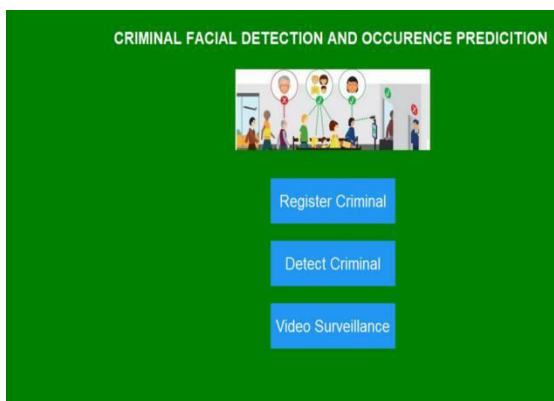 CRIMINAL FACIAL DETECTION AND OCCURENCE PREDICITION
Register Criminal
Detect Criminal
Video Surveillance